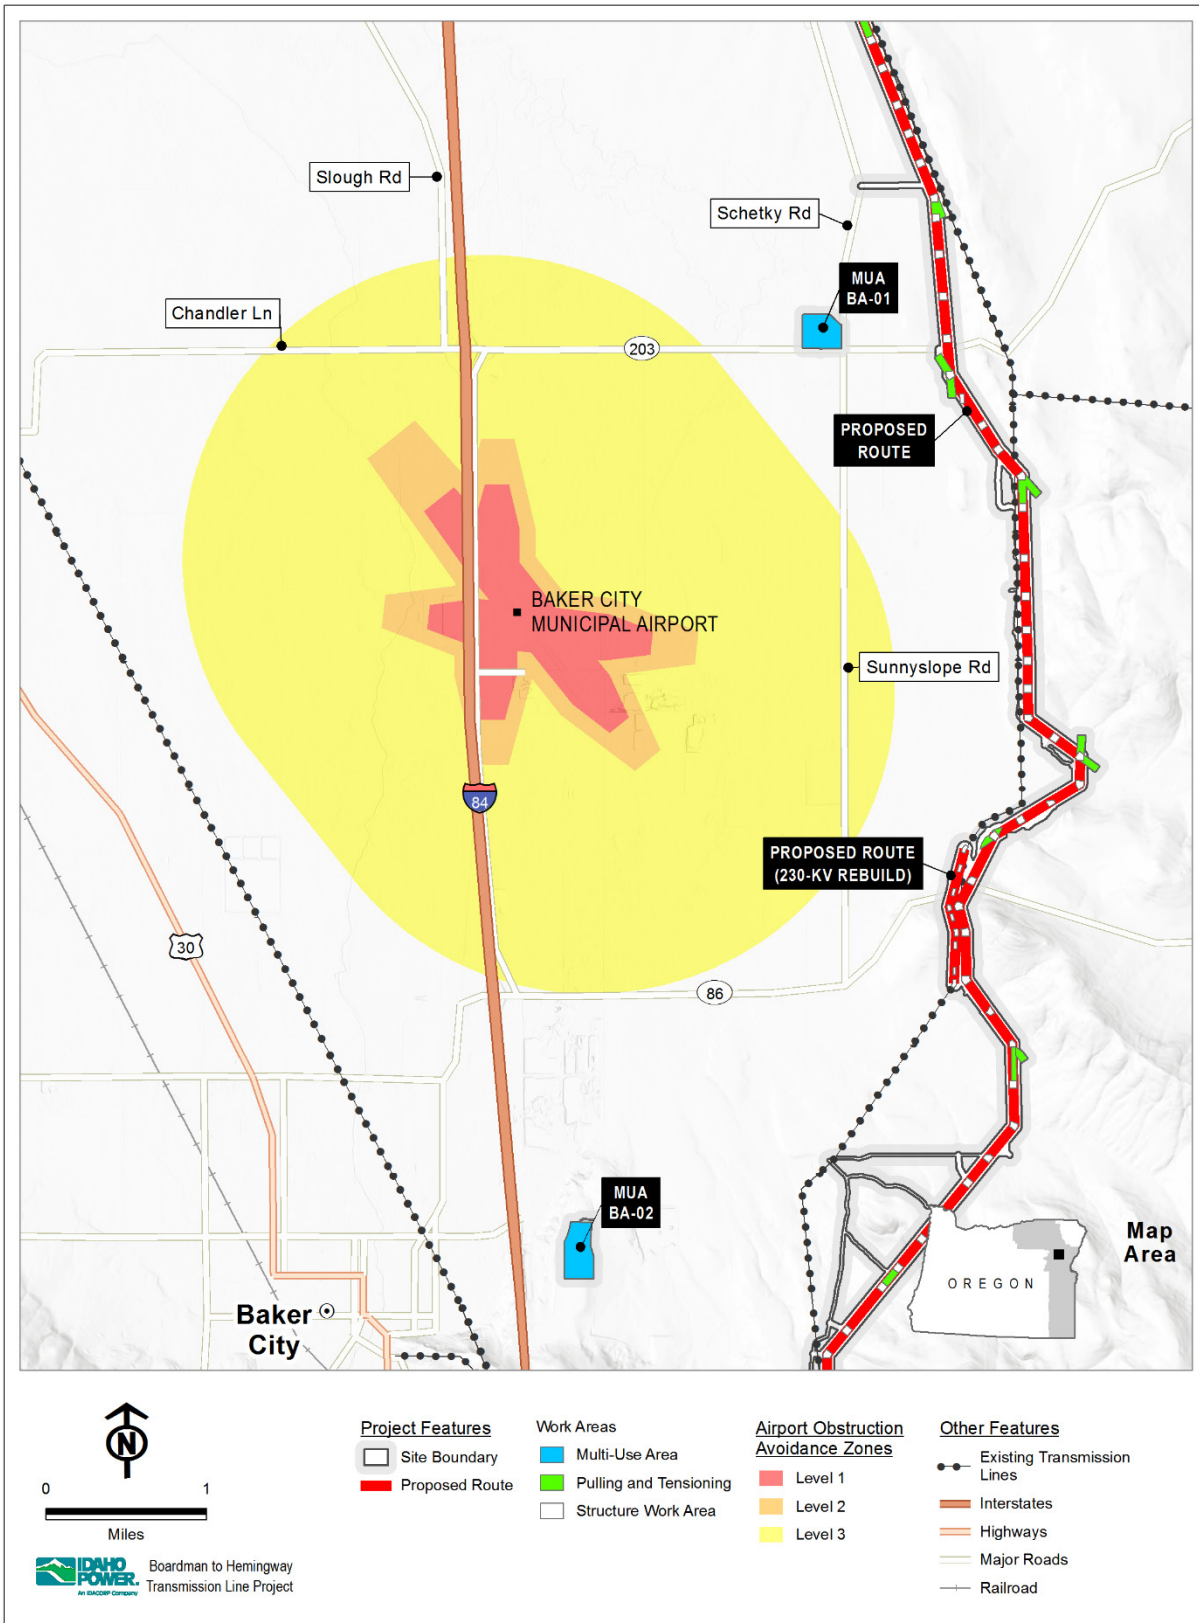 Slough Rd
Schetky Rd
MUA
BA-01
Chandler Ln
203
PROPOSED
ROUTE
BAKER CITY
MUNICIPAL AIRPORT
Sunnyslope Rd
84
PROPOSED ROUTE
(230-KV REBUILD)
30
86
MUA
BA-02
Map
Area
OREGON
Baker
City
N
0 1
Miles
IDAHO
POWER.
An IDACORP Company
Boardman to Hemingway
Transmission Line Project
Project Features
Site Boundary
Proposed Route
Work Areas
Multi-Use Area
Pulling and Tensioning
Structure Work Area
Airport Obstruction
Avoidance Zones
Level 1
Level 2
Level 3
Other Features
Existing Transmission
Lines
Interstates
Highways
Major Roads
Railroad